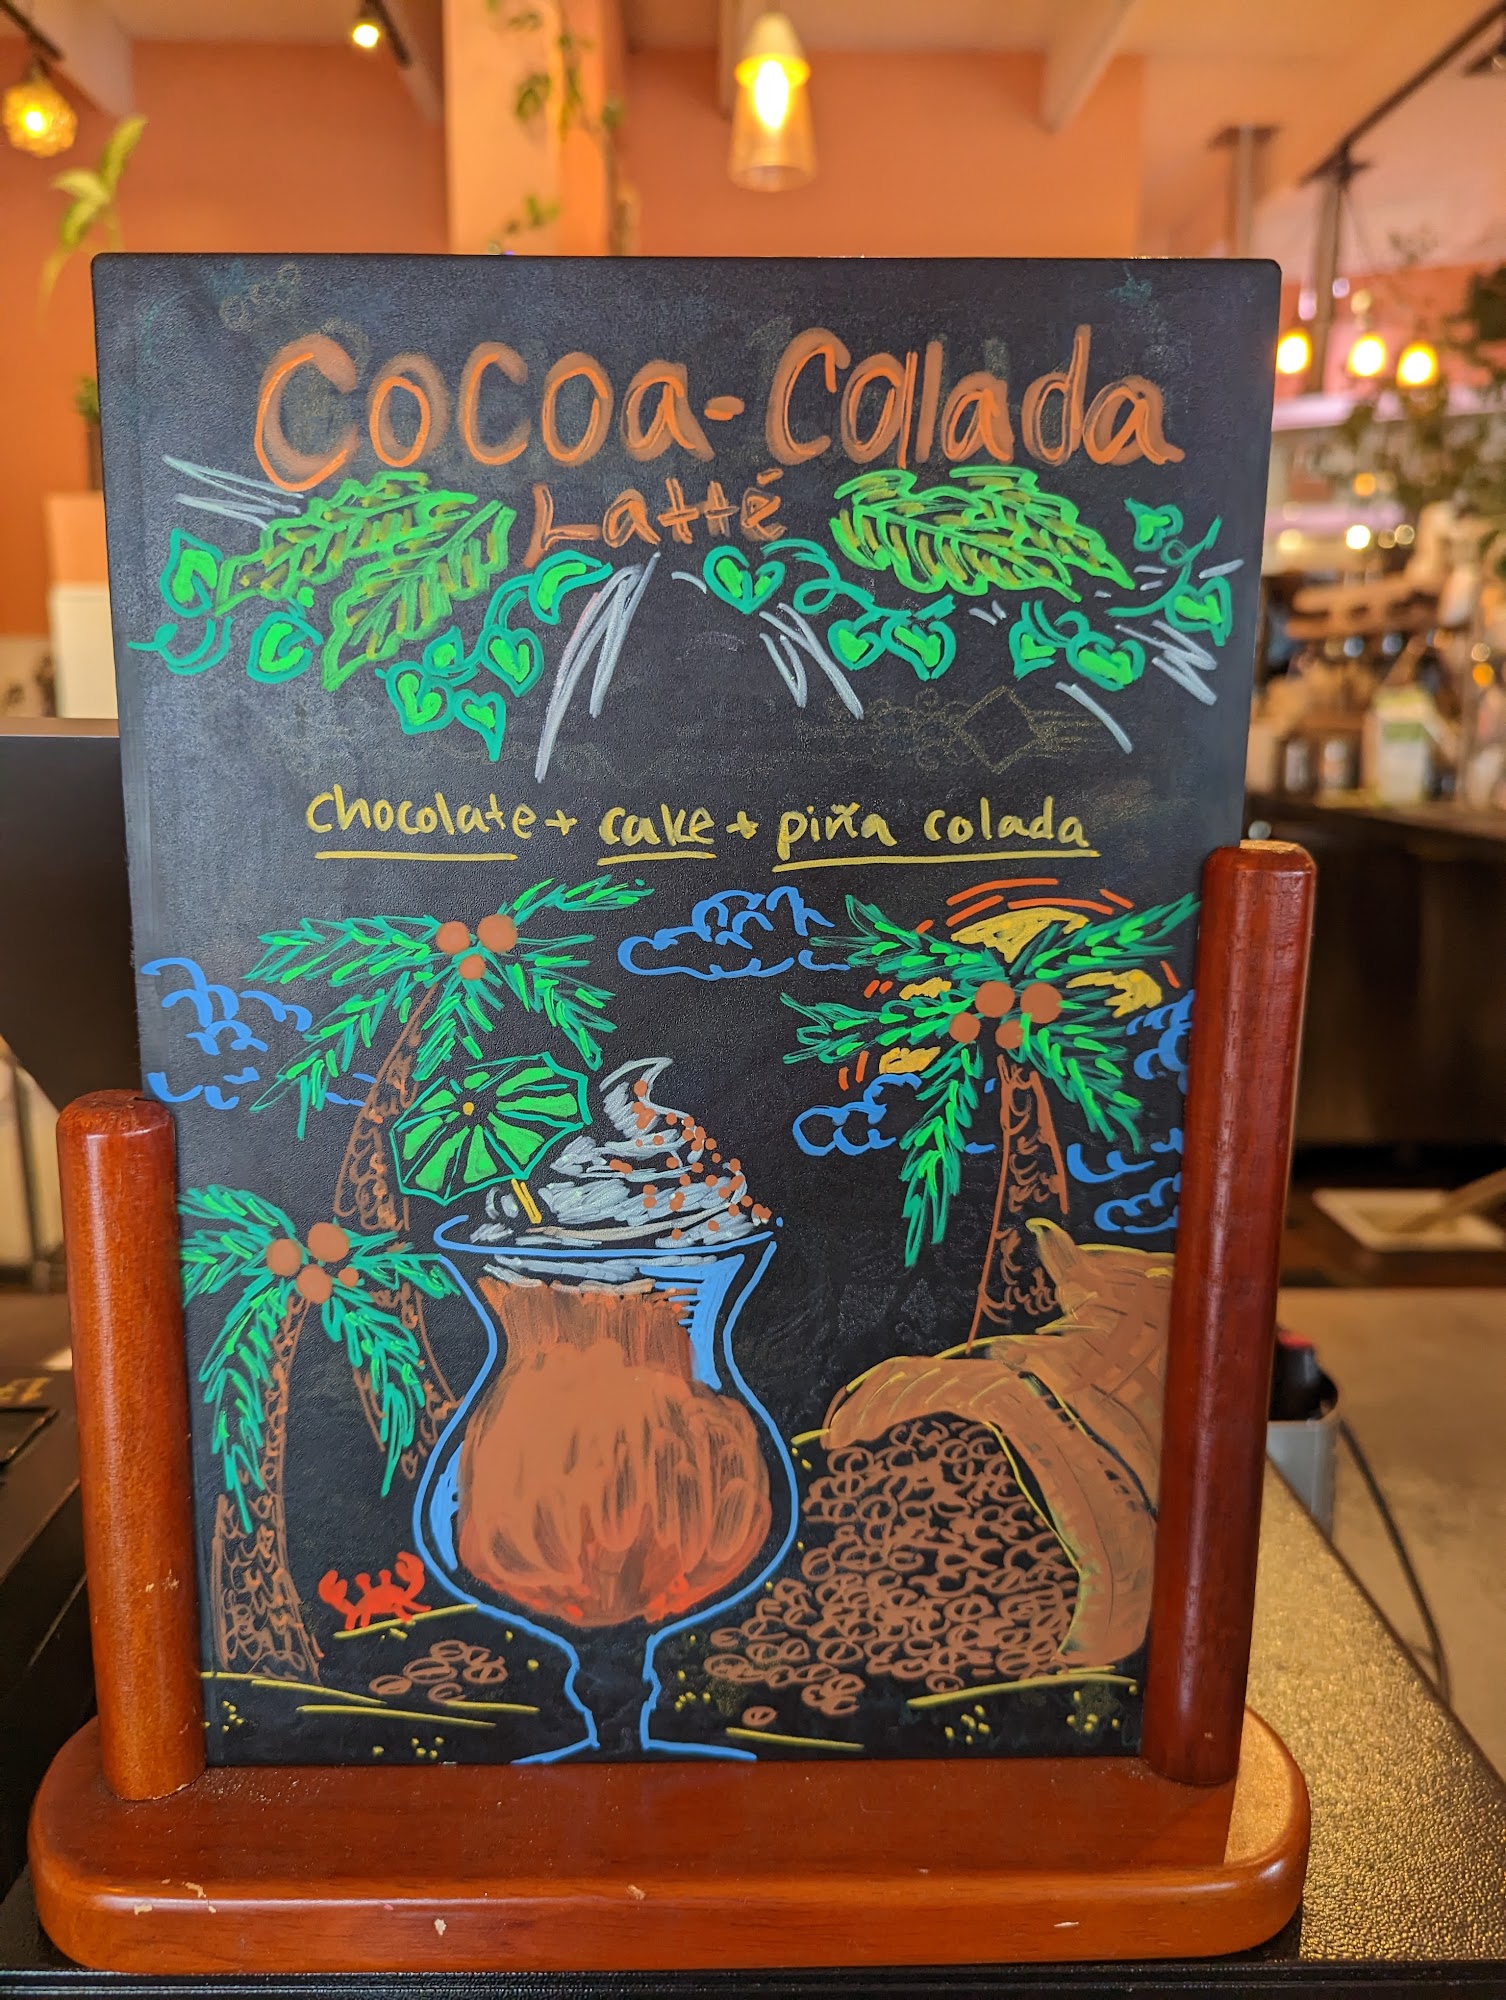 Cocoa-Colada
Latté
chocolate + cake + piña colada